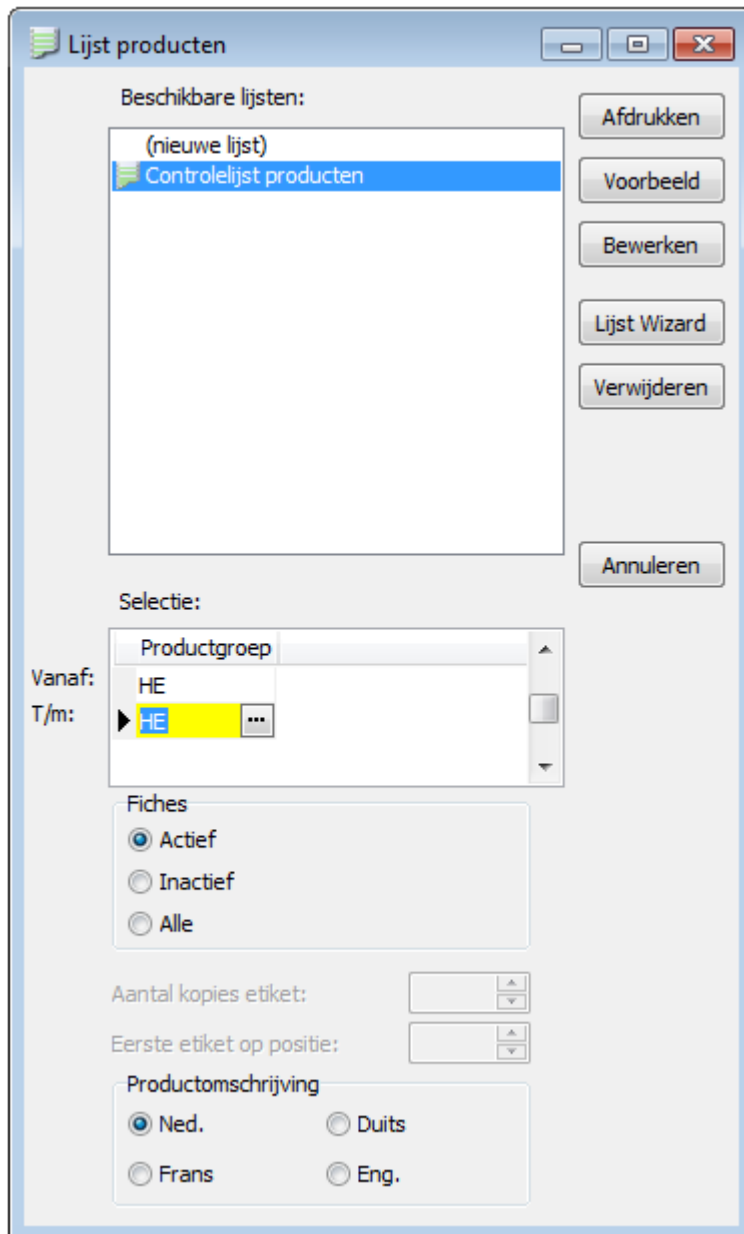 Lijst producten
Beschikbare lijsten:
(nieuwe lijst)
Controlelijst producten
Afdrukken
Voorbeeld
Bewerken
Lijst Wizard
Verwijderen
Annuleren
Selectie:
Productgroep
Vanaf: HE
T/m: HE ...
Fiches
Actief
Inactief
Alle
Aantal kopies etiket:
Eerste etiket op positie:
Productomschrijving
Ned. Duits
Frans Eng.